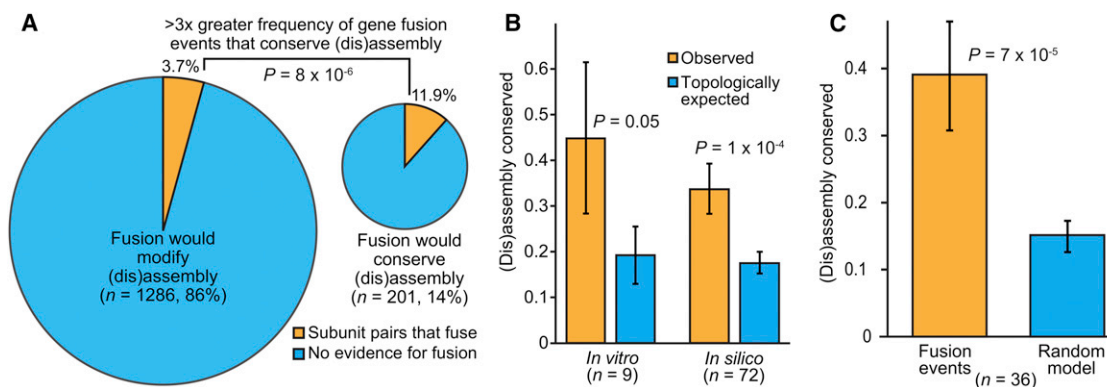 A
>3x greater frequency of gene fusion
events that conserve (dis)assembly
3.7%
P = 8 x 10⁻⁶
11.9%
Fusion would
modify
(dis)assembly
(n = 1286, 86%)
Fusion would
conserve
(dis)assembly
(n = 201, 14%)
Subunit pairs that fuse
No evidence for fusion
B
(Dis)assembly conserved
0.6
0.5
0.4
0.3
0.2
0.1
0
Observed
Topologically
expected
P = 0.05
P = 1 x 10⁻⁴
In vitro
(n = 9)
In silico
(n = 72)
C
(Dis)assembly conserved
0.4
0.3
0.2
0.1
0
P = 7 x 10⁻⁵
Fusion
events
Random
model
(n = 36)